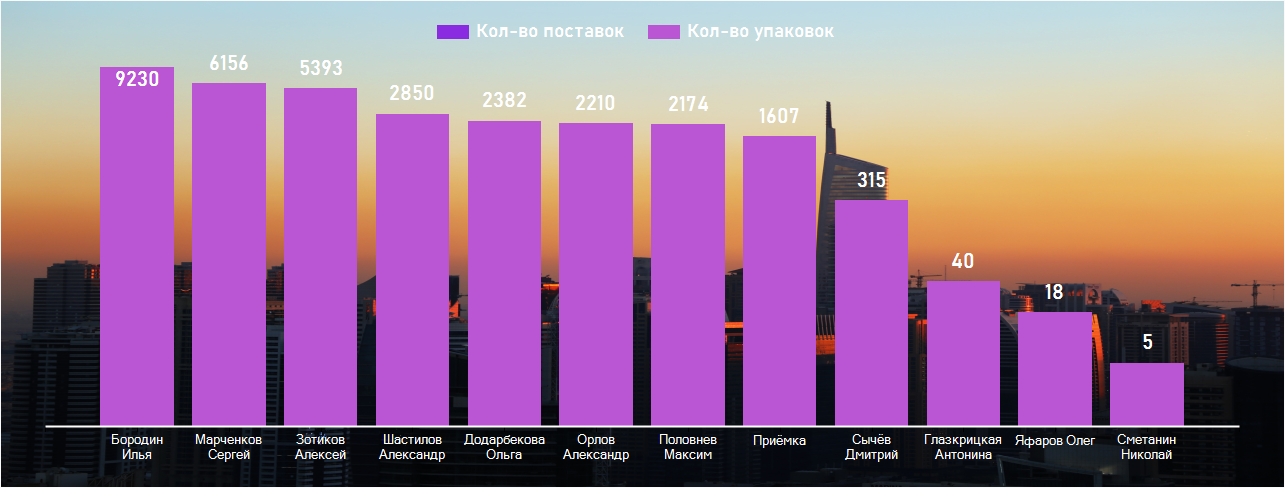 Кол-во поставок Кол-во упаковок
9230 6156 5393 2850 2382 2210 2174 1607 315 40 18 5
Бородин Марченков Зотиков Шастилов Додарбекова Орлов Половнев Приёмка Сычёв Глазкрицкая Яфаров Олег Сметанин
Илья Сергей Алексей Александр Ольга Александр Максим Дмитрий Антонина Николай